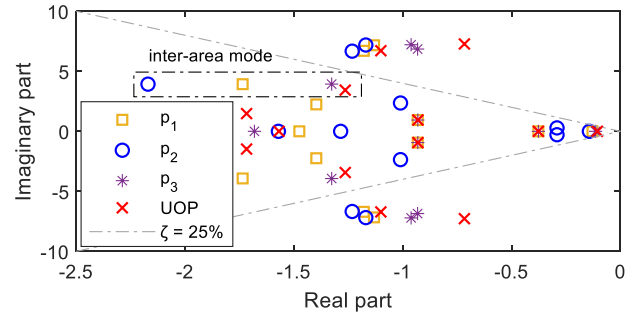 10
5
0
-5
-10
Imaginary part
inter-area mode
p1
p2
p3
UOP
ζ = 25%
-2.5
-2
-1.5
-1
-0.5
0
Real part